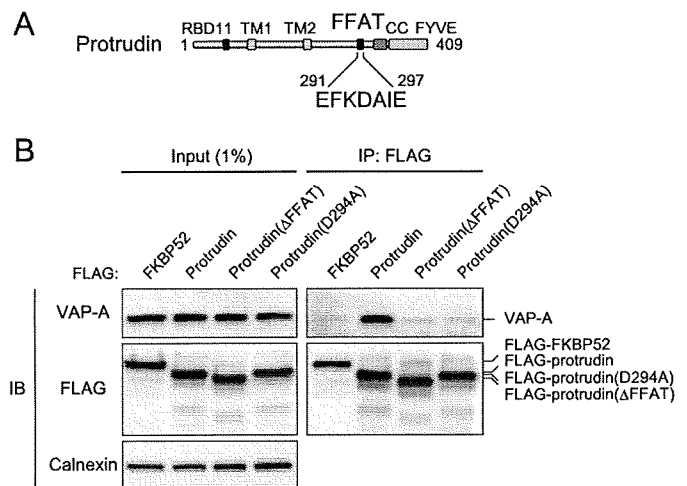 A
RBD11 TM1 TM2 FFAT CC FYVE
Protrudin 1 409
291 297
EFKDAIE
B
Input (1%) IP: FLAG
FLAG: FKBP52 Protrudin Protrudin(ΔFFAT) Protrudin(D294A) FKBP52 Protrudin Protrudin(ΔFFAT) Protrudin(D294A)
IB
VAP-A VAP-A
FLAG
FLAG-FKBP52
FLAG-protrudin
FLAG-protrudin(D294A)
FLAG-protrudin(ΔFFAT)
Calnexin